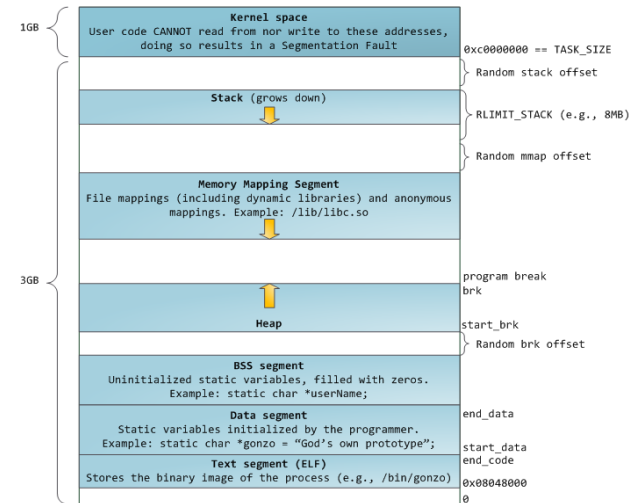 1GB
Kernel space
User code CANNOT read from nor write to these addresses,
doing so results in a Segmentation Fault
0xc0000000 == TASK_SIZE
Random stack offset
Stack (grows down)
RLIMIT_STACK (e.g., 8MB)
Random mmap offset
Memory Mapping Segment
File mappings (including dynamic libraries) and anonymous
mappings. Example: /lib/libc.so
3GB
program break
brk
Heap
start_brk
Random brk offset
BSS segment
Uninitialized static variables, filled with zeros.
Example: static char *userName;
Data segment
Static variables initialized by the programmer.
Example: static char *gonzo = “God’s own prototype”;
end_data
start_data
Text segment (ELF)
Stores the binary image of the process (e.g., /bin/gonzo)
end_code
0x08048000
0